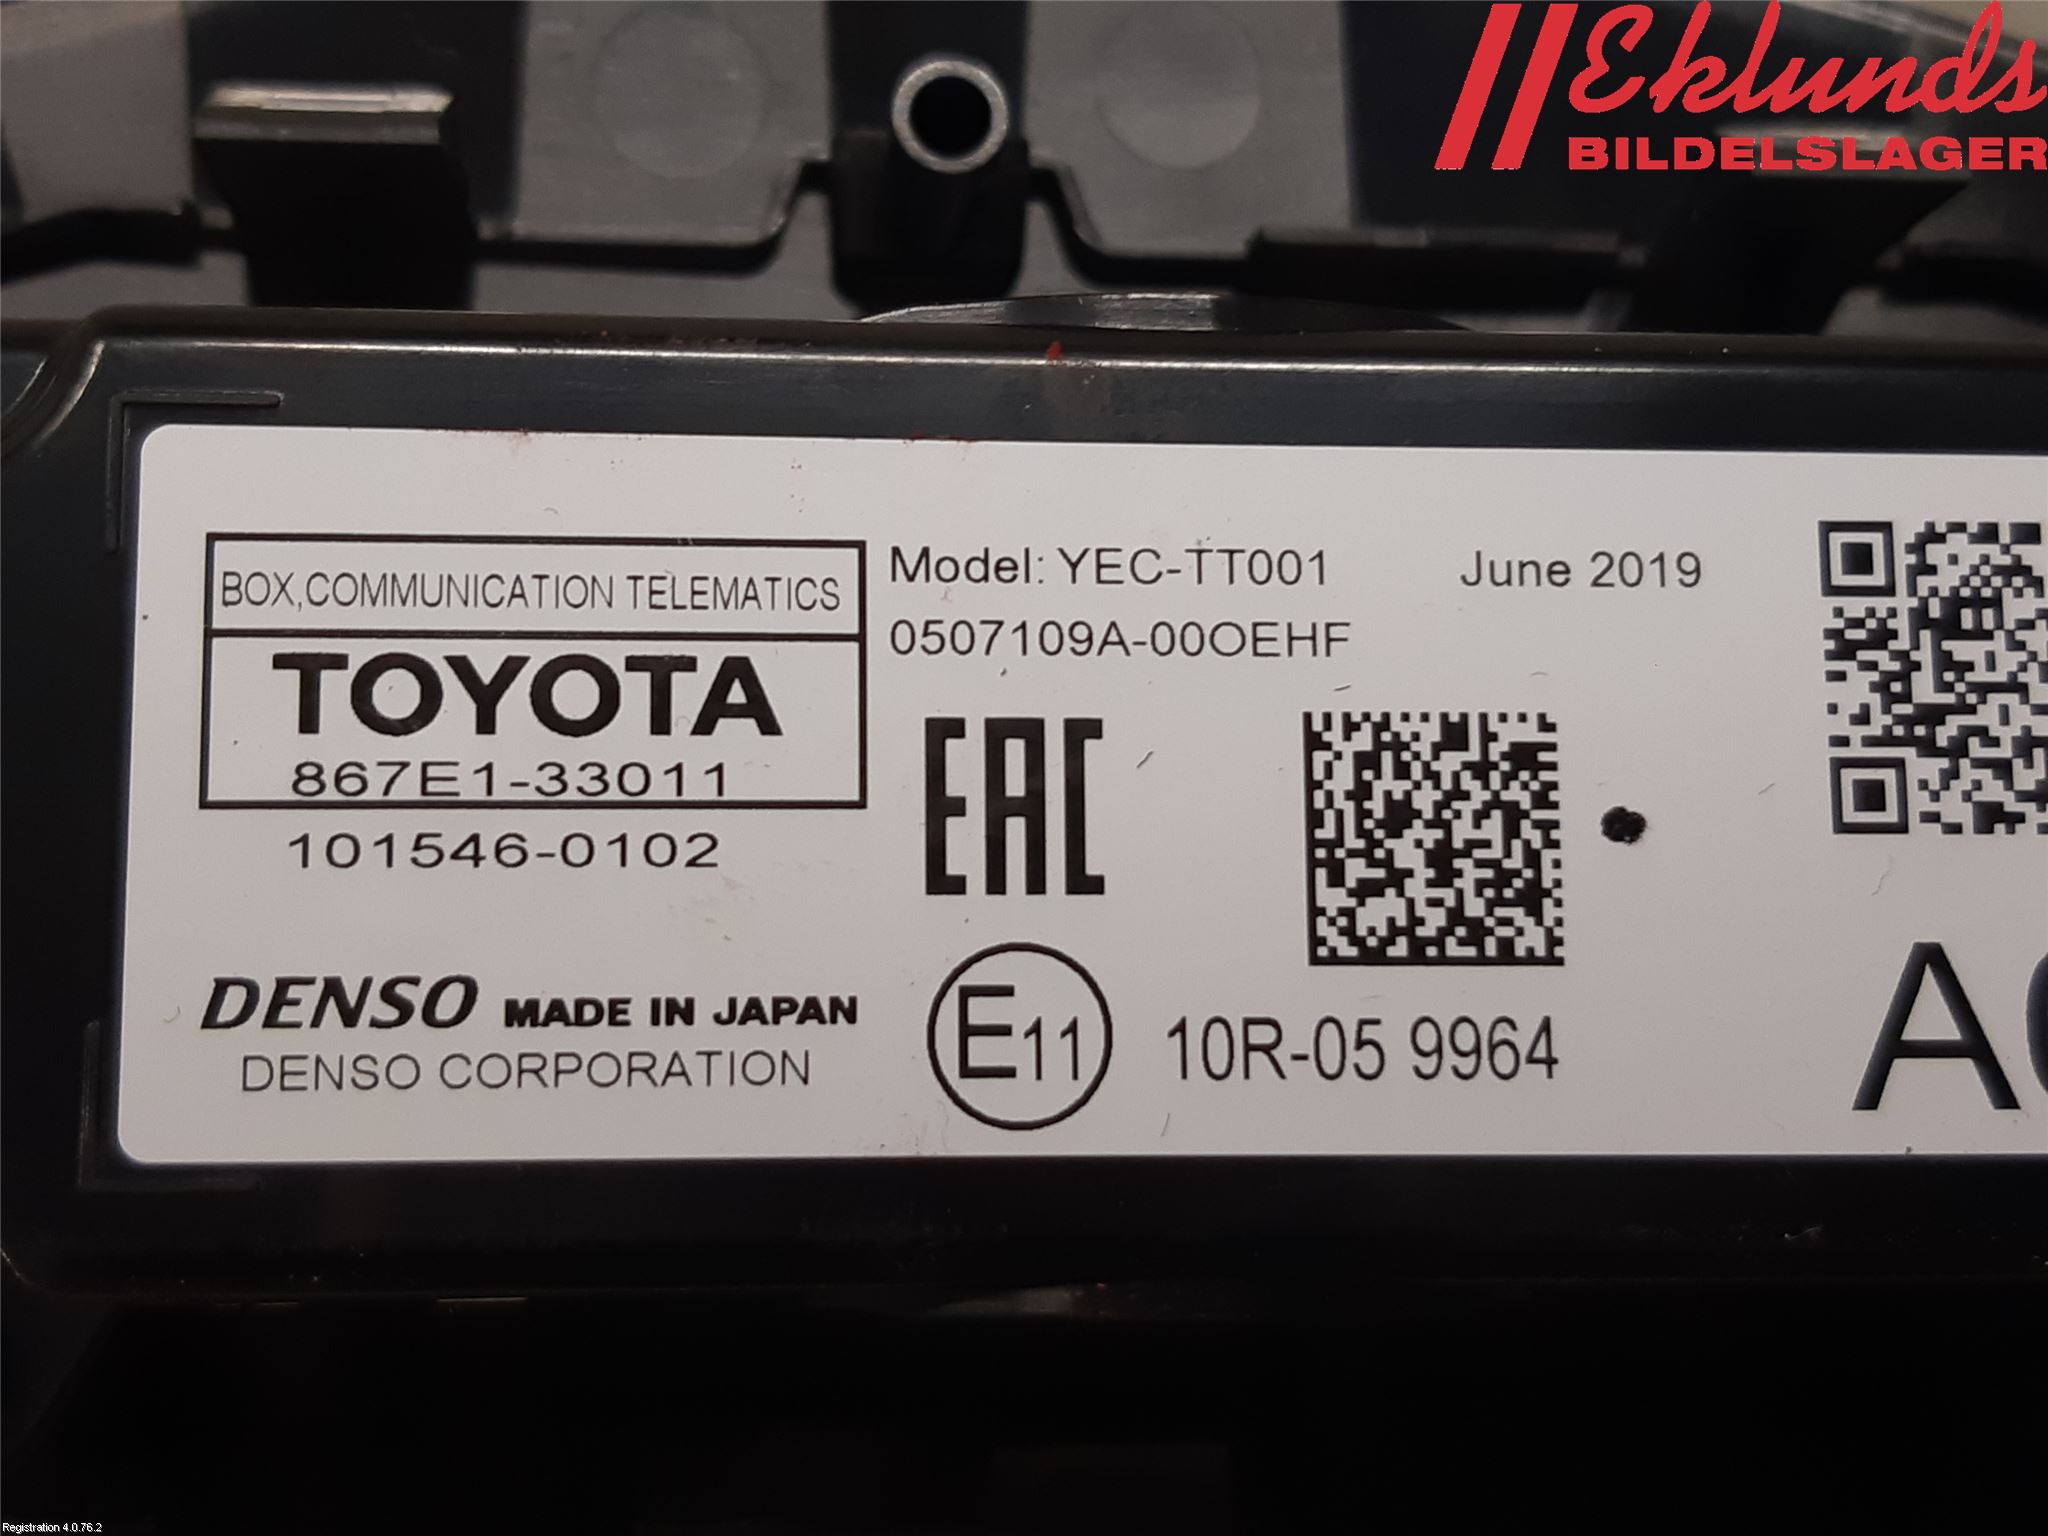 Eklunds
BILDELSLAGER
BOX,COMMUNICATION TELEMATICS
TOYOTA
867E1-33011
101546-0102
DENSO MADE IN JAPAN
DENSO CORPORATION
Model: YEC-TT001 June 2019
0507109A-00OEHF
EAC
E11 10R-05 9964
A
Registration 4.0.76.2